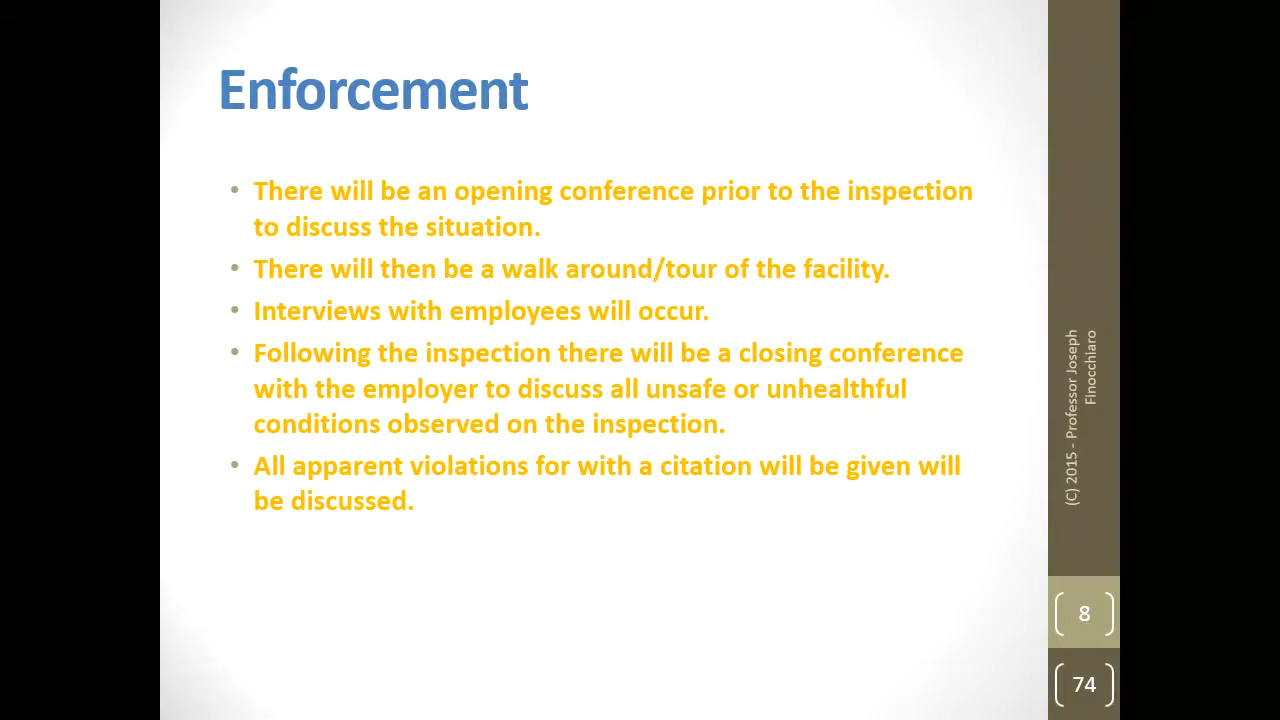 Enforcement
• There will be an opening conference prior to the inspection
to discuss the situation.
• There will then be a walk around/tour of the facility.
• Interviews with employees will occur.
• Following the inspection there will be a closing conference
with the employer to discuss all unsafe or unhealthful
conditions observed on the inspection.
• All apparent violations for with a citation will be given will
be discussed.
(C) 2015 - Professor Joseph
Finocchiaro
8
74